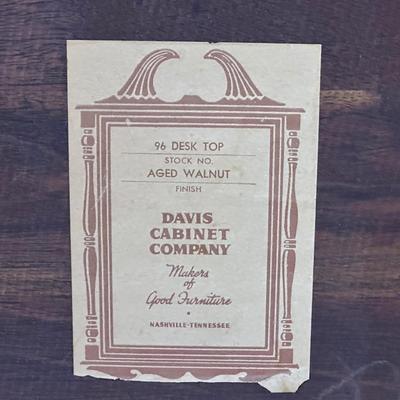 96 DESK TOP
STOCK NO.
AGED WALNUT
FINISH
DAVIS
CABINET
COMPANY
Makers
of
Good Furniture
•
NASHVILLE-TENNESSEE